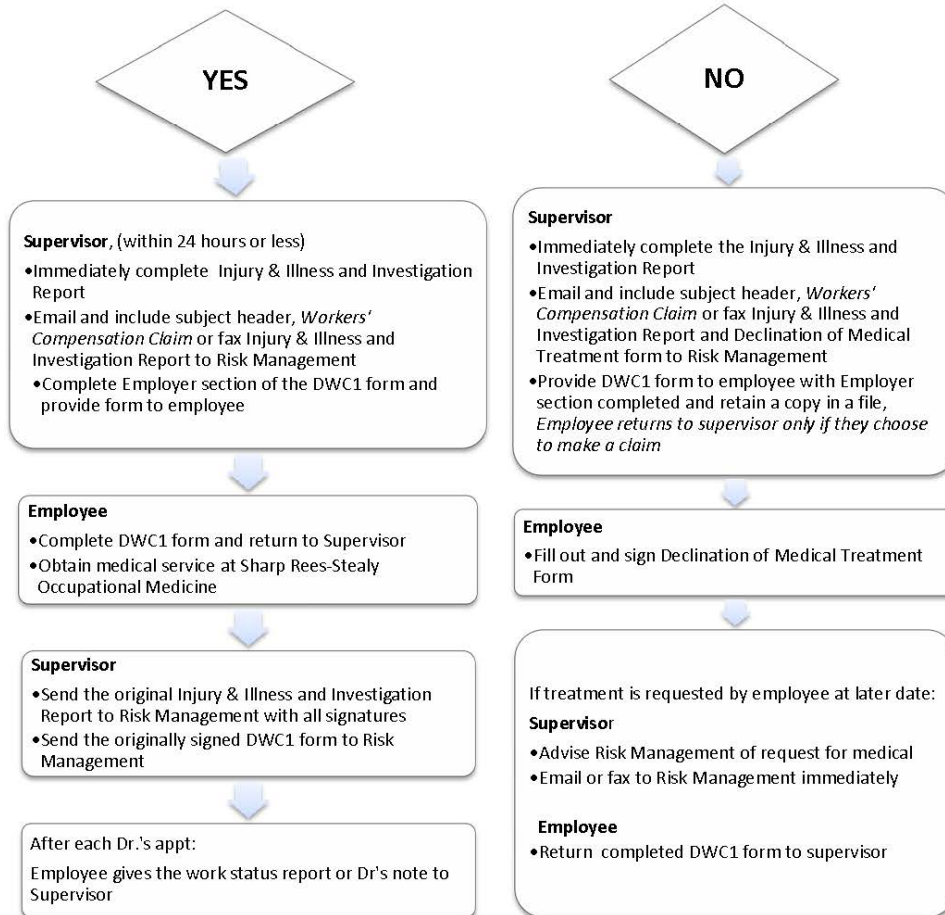 YES
Supervisor, (within 24 hours or less)
•Immediately complete Injury & Illness and Investigation
Report
•Email and include subject header, Workers'
Compensation Claim or fax Injury & Illness and
Investigation Report to Risk Management
•Complete Employer section of the DWC1 form and
provide form to employee
Employee
•Complete DWC1 form and return to Supervisor
•Obtain medical service at Sharp Rees-Stealy
Occupational Medicine
Supervisor
•Send the original Injury & Illness and Investigation
Report to Risk Management with all signatures
•Send the originally signed DWC1 form to Risk
Management
After each Dr.'s appt:
Employee gives the work status report or Dr's note to
Supervisor
NO
Supervisor
•Immediately complete the Injury & Illness and
Investigation Report
•Email and include subject header, Workers'
Compensation Claim or fax Injury & Illness and
Investigation Report and Declination of Medical
Treatment form to Risk Management
•Provide DWC1 form to employee with Employer
section completed and retain a copy in a file,
Employee returns to supervisor only if they choose
to make a claim
Employee
•Fill out and sign Declination of Medical Treatment
Form
If treatment is requested by employee at later date:
Supervisor
•Advise Risk Management of request for medical
•Email or fax to Risk Management immediately
Employee
•Return completed DWC1 form to supervisor